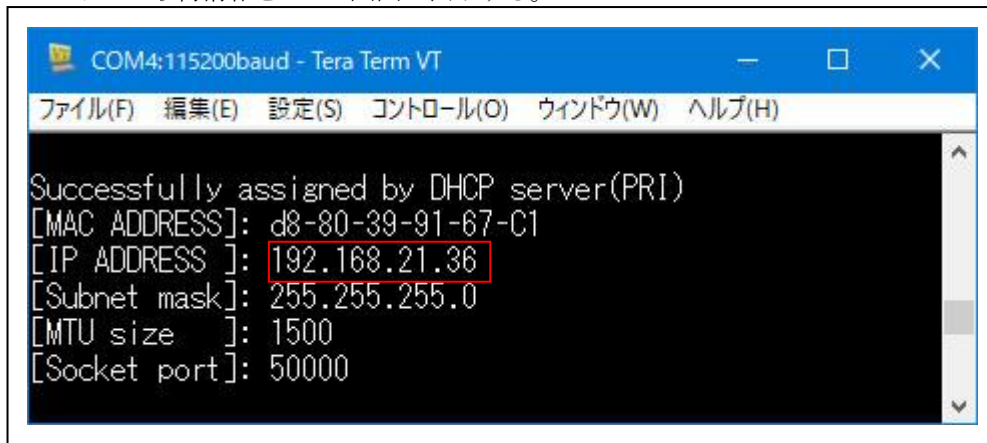 COM4:115200baud - Tera Term VT
ファイル(F) 編集(E) 設定(S) コントロール(O) ウィンドウ(W) ヘルプ(H)
Successfully assigned by DHCP server(PRI)
[MAC ADDRESS]: d8-80-39-91-67-C1
[IP ADDRESS ]: 192.168.21.36
[Subnet mask]: 255.255.255.0
[MTU size   ]: 1500
[Socket port]: 50000